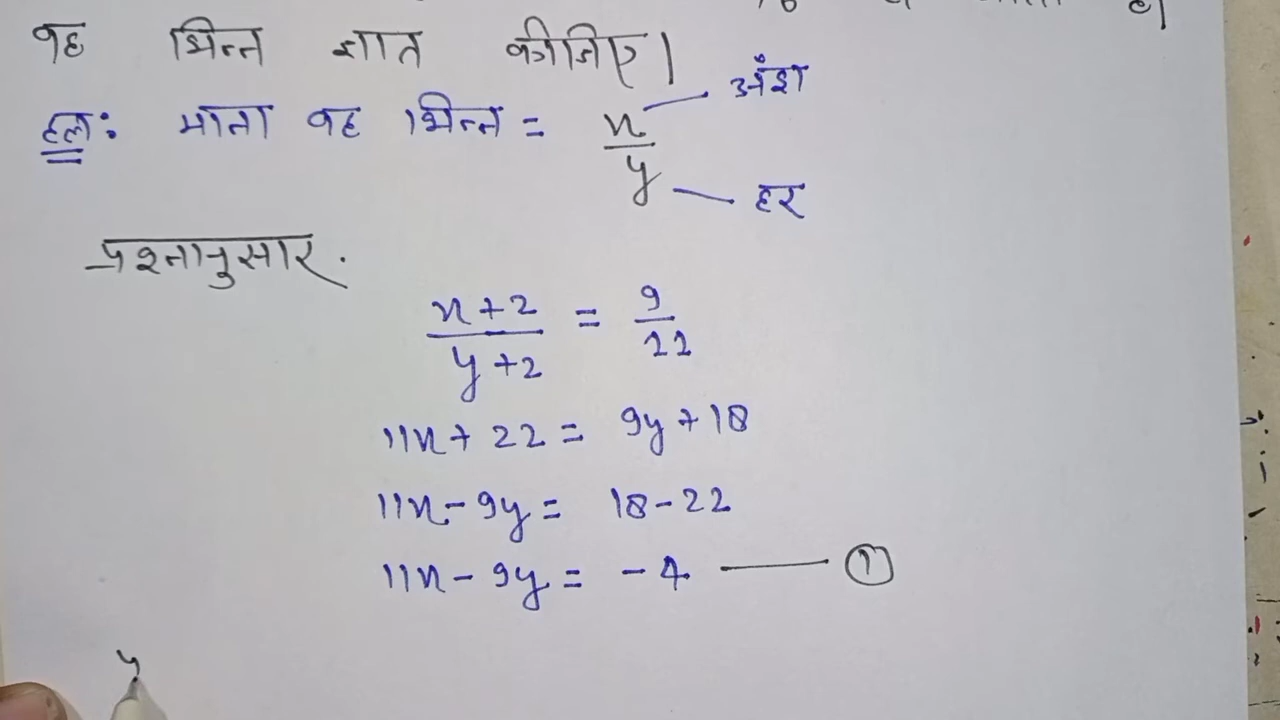 वह भिन्न ज्ञात कीजिए।
हलः माना वह भिन्न = x/y — अंश — हर
प्रश्नानुसार.
x+2/y+2 = 9/22
11x + 22 = 9y + 18
11x - 9y = 18 - 22
11x - 9y = - 4 —— ①